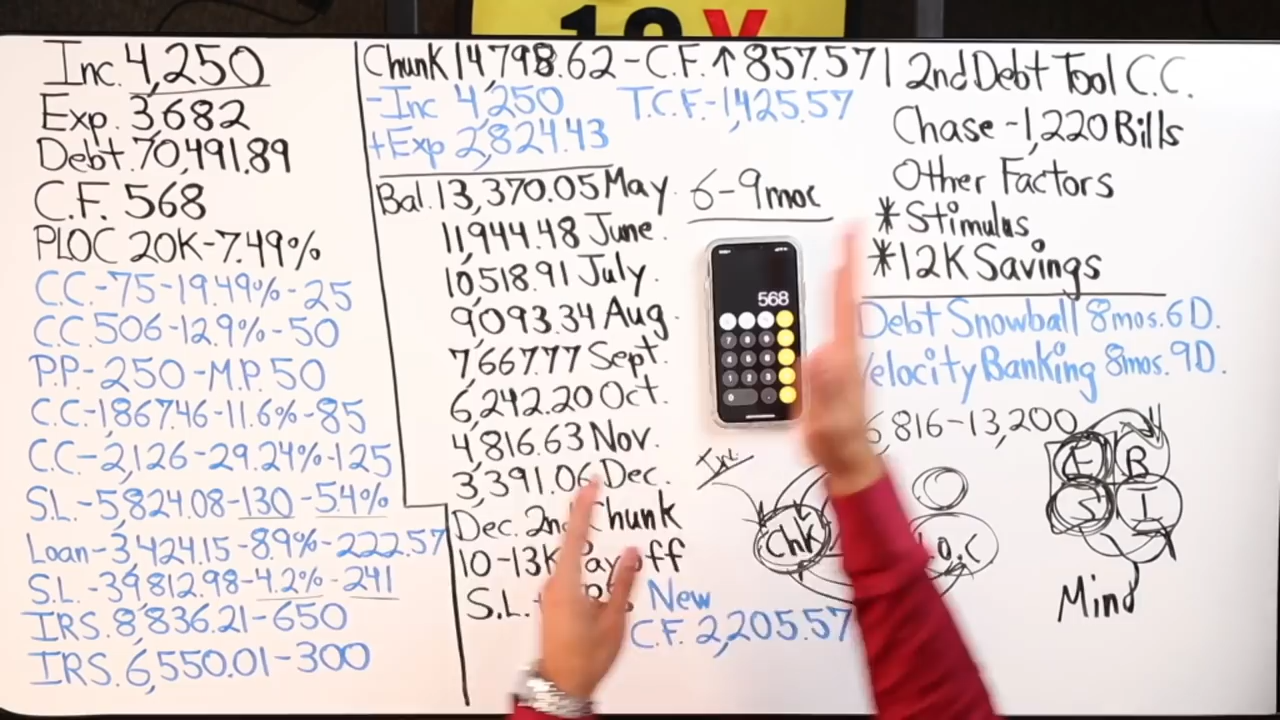 10X
Inc. 4,250
Exp. 3,682
Debt. 70,491.89
C.F. 568
PLOC 20K-7.49%
C.C.-75-19.49%-25
C.C. 506-12.9%-50
P.P.-250-M.P. 50
C.C-1,867.46-11.6%-85
C.C.-2,126-29.24%-125
S.L-5,824.08-130-5.4%
Loan-3,424.15-8.9%-222.57
S.L.-39,812.98-4.2%-241
IRS. 8,836.21-650
IRS. 6,550.01-300
Chunk 14,798.62-C.F.↑857.57
-Inc 4,250 T.C.F-1,425.57
+Exp 2,824.43
Bal. 13,370.05 May.
11,944.48 June.
10,518.91 July.
9,093.34 Aug.
7,667.77 Sept.
6,242.20 Oct.
4,816.63 Nov.
3,391.06 Dec.
Dec. 2nd Chunk
10-13K Payoff
S.L.
New
C.F. 2,205.57
6-9mos
568
2nd Debt Tool C.C.
Chase-1,220 Bills
Other Factors
*Stimulus
*12K Savings
Debt Snowball 8mos. 6D.
Velocity Banking 8mos. 9D.
6,816-13,200
Inc.
Chk
L.O.C
E B
S I
Mind